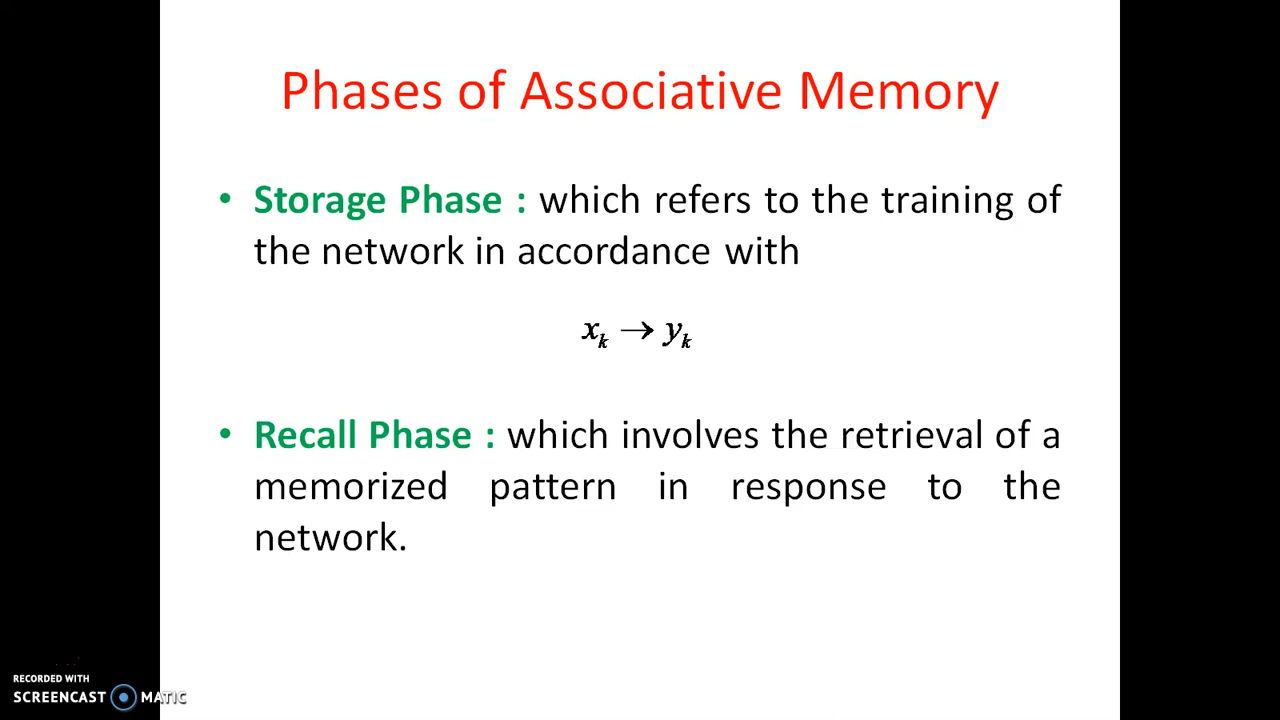 Phases of Associative Memory
• Storage Phase : which refers to the training of
the network in accordance with
xₖ → yₖ
• Recall Phase : which involves the retrieval of a
memorized pattern in response to the
network.
RECORDED WITH
SCREENCAST MATIC